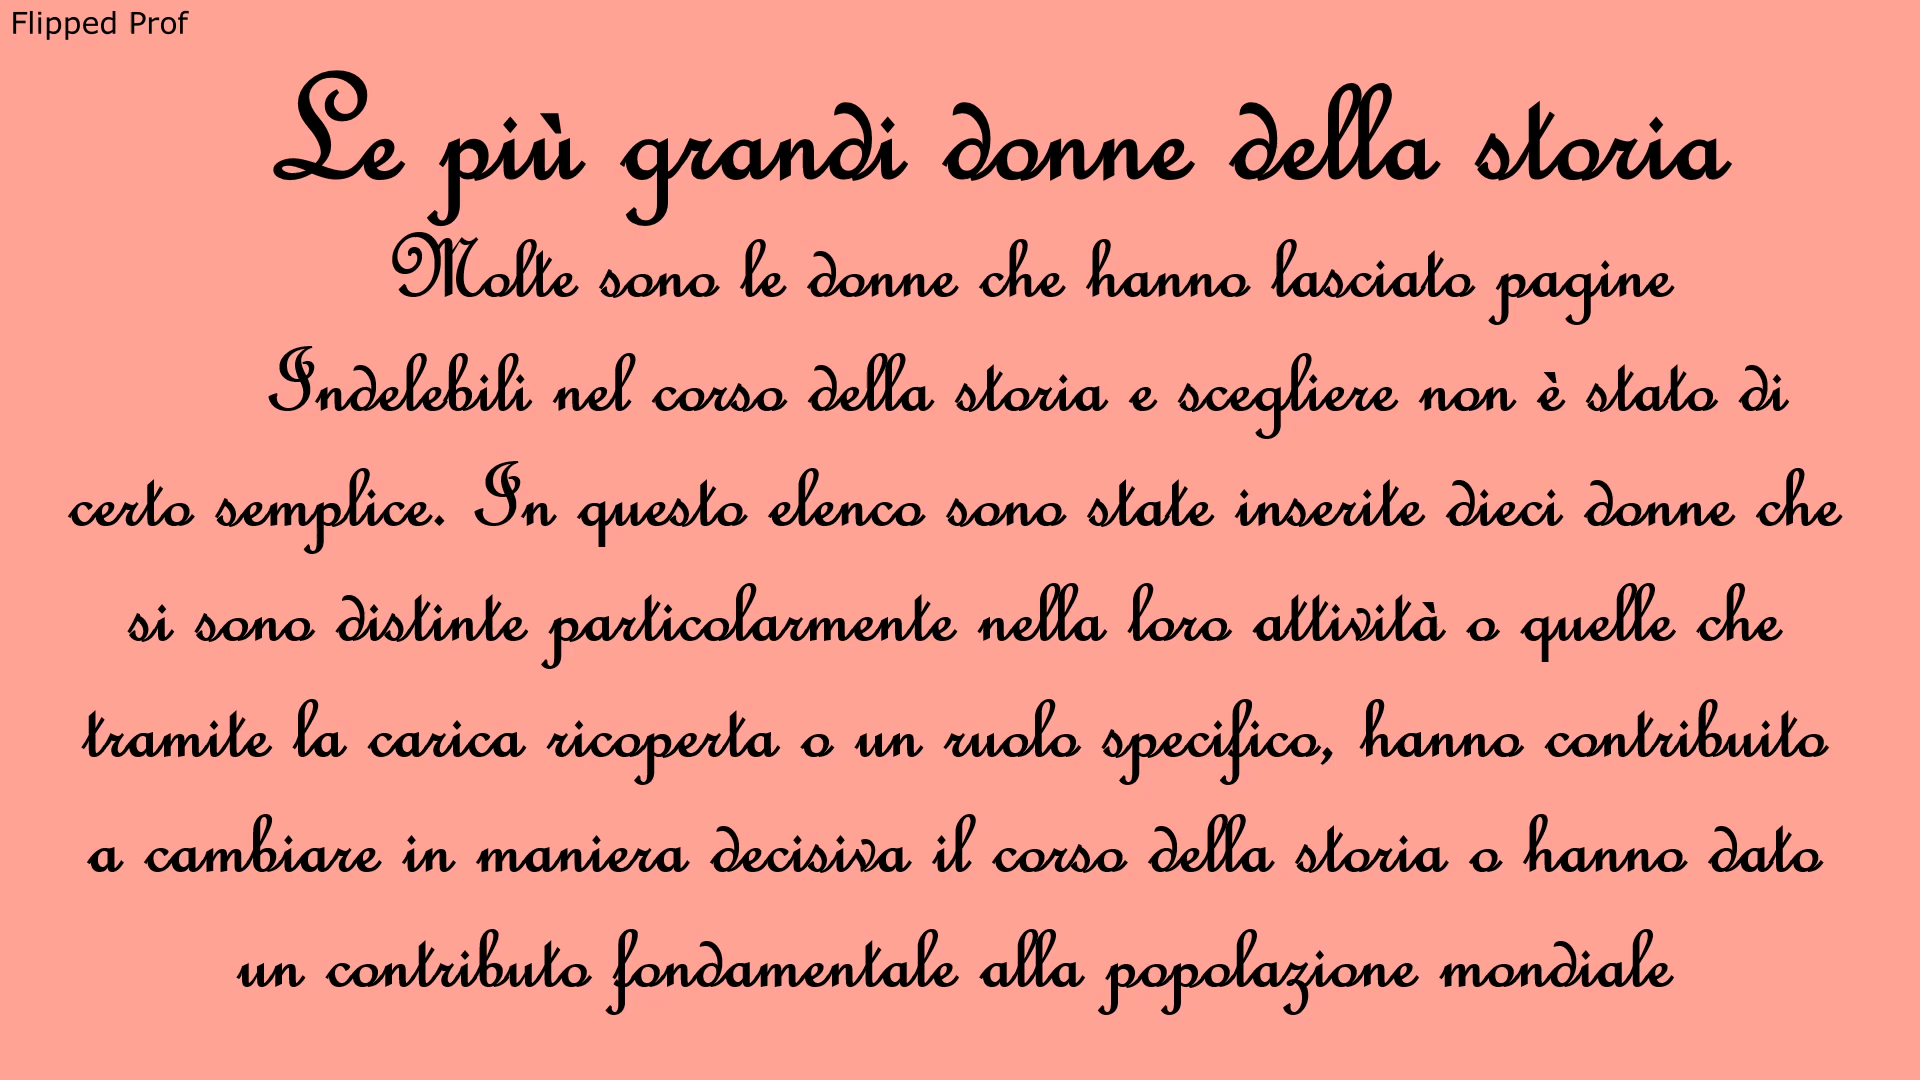 Flipped Prof
Le più grandi donne della storia
Molte sono le donne che hanno lasciato pagine
Indelebili nel corso della storia e scegliere non è stato di
certo semplice. In questo elenco sono state inserite dieci donne che
si sono distinte particolarmente nella loro attività o quelle che
tramite la carica ricoperta o un ruolo specifico, hanno contribuito
a cambiare in maniera decisiva il corso della storia o hanno dato
un contributo fondamentale alla popolazione mondiale